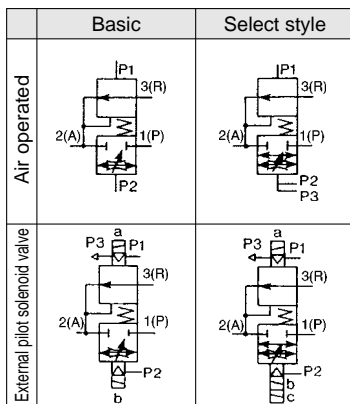 Basic
Select style
Air operated
P1
3(R)
2(A)
1(P)
P2
P1
3(R)
2(A)
1(P)
P2
P3
External pilot solenoid valve
a
P3
P1
3(R)
2(A)
1(P)
P2
b
a
P3
P1
3(R)
2(A)
1(P)
P2
b
c